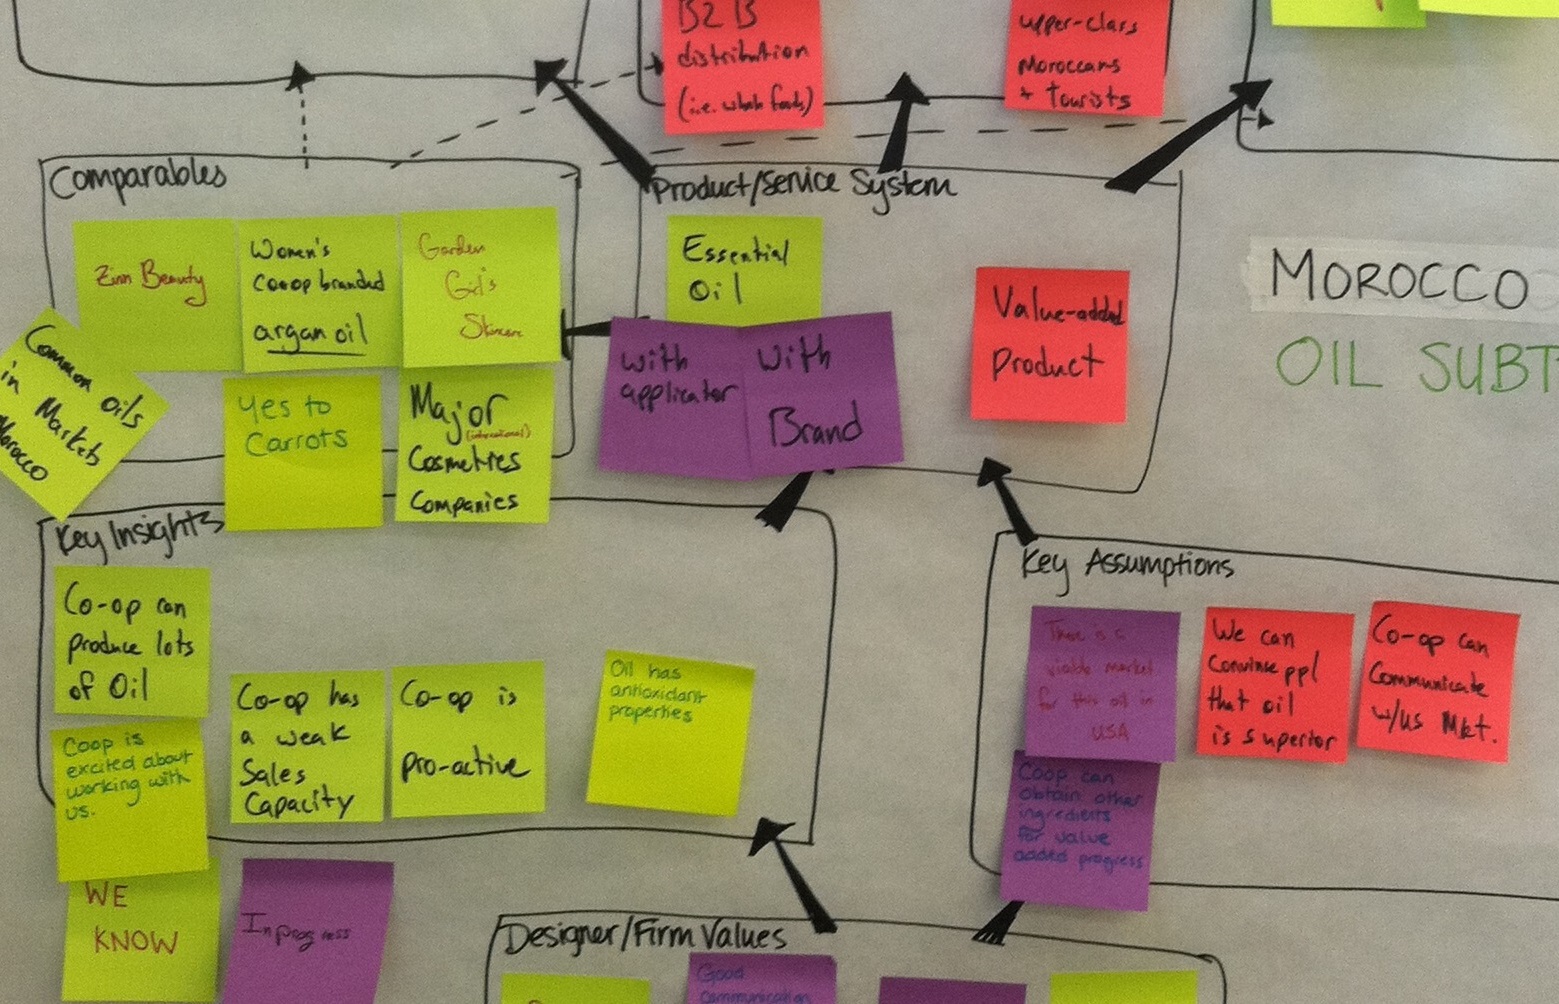 B2B
distribution
(i.e. whole foods)
upper-class
Moroccans
+ Tourists
Comparables
Zinn Beauty
Women's
Co-op branded
argan oil
Garden
Girl's
Skincare
Common oils
in Markets
Morocco
Yes to
Carrots
Major
(international)
Cosmetics
Companies
Product/Service System
Essential
Oil
with
applicator
With
Brand
Value-added
Product
MOROCCO
OIL SUBT
Key Insights
Co-op can
produce lots
of Oil
Coop is
excited about
working with
us.
Co-op has
a weak
Sales
Capacity
Co-op is
pro-active
Oil has
antioxidant
properties
WE
KNOW
In progress
Key Assumptions
There is a
viable market
for this oil in
USA
We can
Convince ppl
that oil
is superior
Co-op can
Communicate
w/us Mkt.
Coop can
obtain other
ingredients
for value
added progress
Designer/Firm Values
Good
Communication